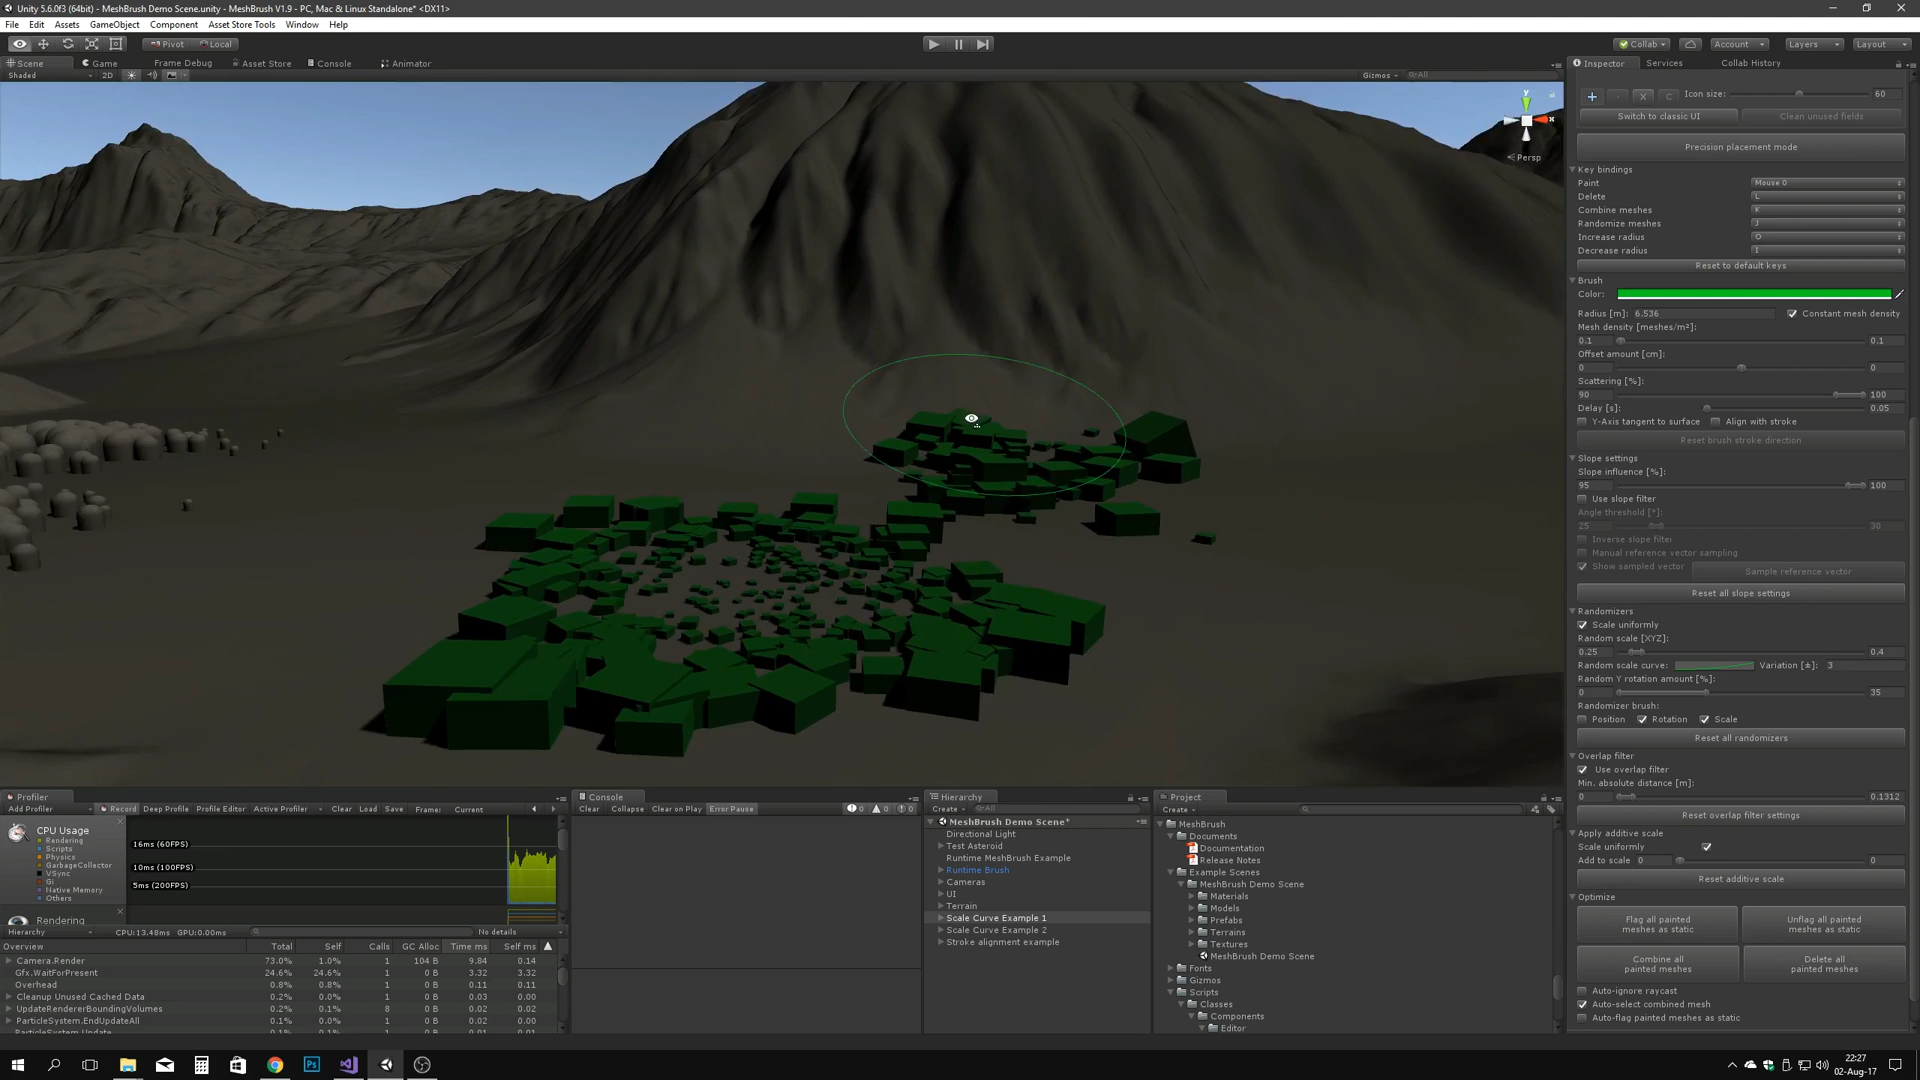 Unity 5.6.0f3 (64bit) - MeshBrush Demo Scene.unity - MeshBrush V1.9 - PC, Mac & Linux Standalone* <DX11>
File Edit Assets GameObject Component Asset Store Tools Window Help
Pivot Local
Collab Account Layers Layout
Scene Game Frame Debug Asset Store Console Animator
Shaded 2D Gizmos All
y
x
Persp
Inspector Services Collab History
+ - X C Icon size: 60
Switch to classic UI Clean unused fields
Precision placement mode
Key bindings
Paint Mouse 0
Delete L
Combine meshes K
Randomize meshes J
Increase radius O
Decrease radius I
Reset to default keys
Brush
Color:
Radius [m]: 6.536 Constant mesh density
Mesh density [meshes/m²]:
0.1 0.1
Offset amount [cm]:
0 0
Scattering [%]:
90 100
Delay [s]: 0.05
Y-Axis tangent to surface Align with stroke
Reset brush stroke direction
Slope settings
Slope influence [%]:
95 100
Use slope filter
Angle threshold [°]:
25 30
Inverse slope filter
Manual reference vector sampling
Show sampled vector Sample reference vector
Reset all slope settings
Randomizers
Scale uniformly
Random scale [XYZ]:
0.25 0.4
Random scale curve: Variation [±]: 3
Random Y rotation amount [%]:
0 35
Randomizer brush:
Position Rotation Scale
Reset all randomizers
Overlap filter
Use overlap filter
Min. absolute distance [m]:
0 0.1312
Reset overlap filter settings
Apply additive scale
Scale uniformly
Add to scale 0 0
Reset additive scale
Optimize
Flag all painted
meshes as static
Unflag all painted
meshes as static
Combine all
painted meshes
Delete all
painted meshes
Auto-ignore raycast
Auto-select combined mesh
Auto-flag painted meshes as static
Profiler
Add Profiler Record Deep Profile Profile Editor Active Profiler Clear Load Save Frame: Current
CPU Usage
Rendering
Scripts
Physics
GarbageCollector
VSync
Gi
Native Memory
Others
16ms (60FPS)
10ms (100FPS)
5ms (200FPS)
Rendering
Hierarchy CPU:13.48ms GPU:0.00ms No details
Overview Total Self Calls GC Alloc Time ms Self ms
Camera.Render 73.0% 1.0% 1 104 B 9.84 0.14
Gfx.WaitForPresent 24.6% 24.6% 1 0 B 3.32 3.32
Overhead 0.8% 0.8% 1 0 B 0.11 0.11
Cleanup Unused Cached Data 0.2% 0.0% 1 0 B 0.03 0.00
UpdateRendererBoundingVolumes 0.2% 0.1% 8 0 B 0.02 0.02
ParticleSystem.EndUpdateAll 0.1% 0.0% 1 0 B 0.02 0.00
ParticleSystem.Update 0.1% 0.0% 1 0 B 0.01 0.00
Console
Clear Collapse Clear on Play Error Pause 0 0 0
Hierarchy
Create All
MeshBrush Demo Scene*
Directional Light
Test Asteroid
Runtime MeshBrush Example
Runtime Brush
Cameras
UI
Terrain
Scale Curve Example 1
Scale Curve Example 2
Stroke alignment example
Project
Create
MeshBrush
Documents
Documentation
Release Notes
Example Scenes
MeshBrush Demo Scene
Materials
Models
Prefabs
Terrains
Textures
MeshBrush Demo Scene
Fonts
Gizmos
Scripts
Classes
Components
Editor
Ps
22:27
02-Aug-17